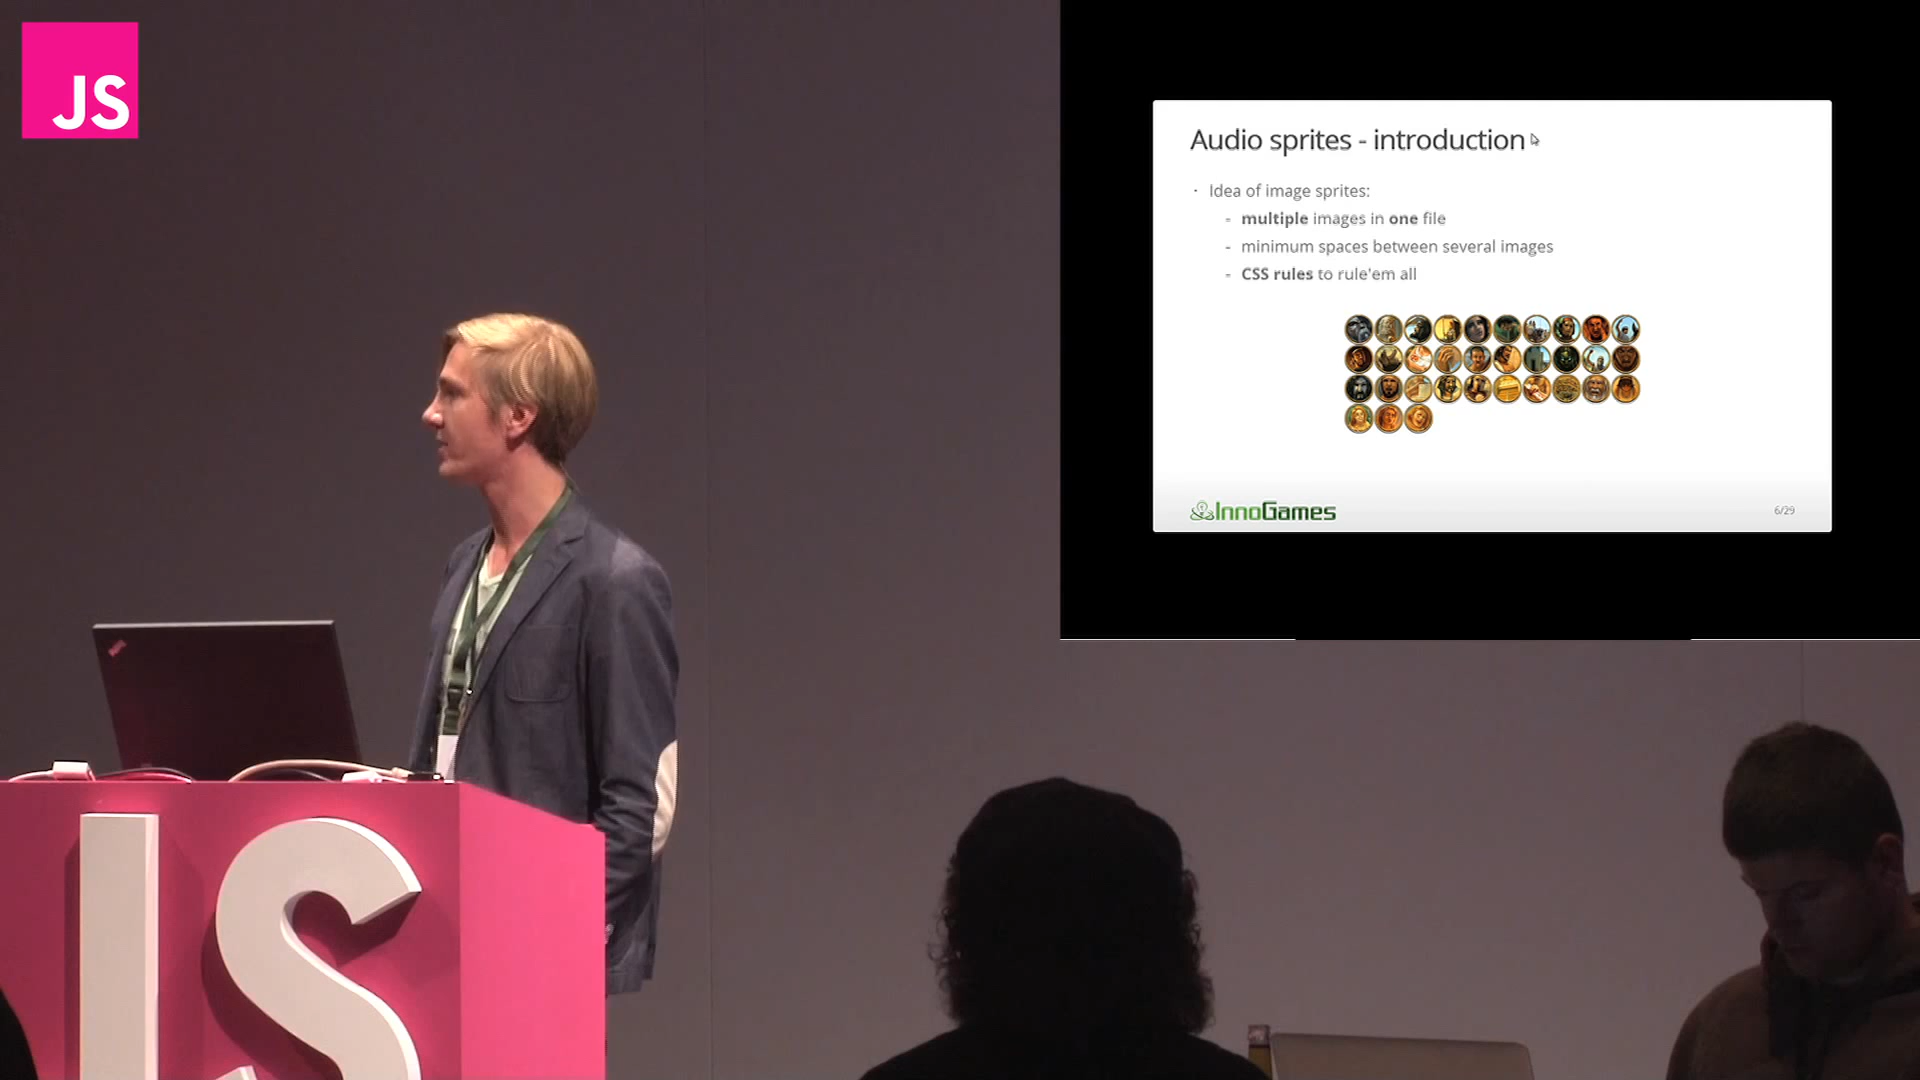 JS
Audio sprites - introduction
· Idea of image sprites:
- multiple images in one file
- minimum spaces between several images
- CSS rules to rule'em all
InnoGames
6/29
JS